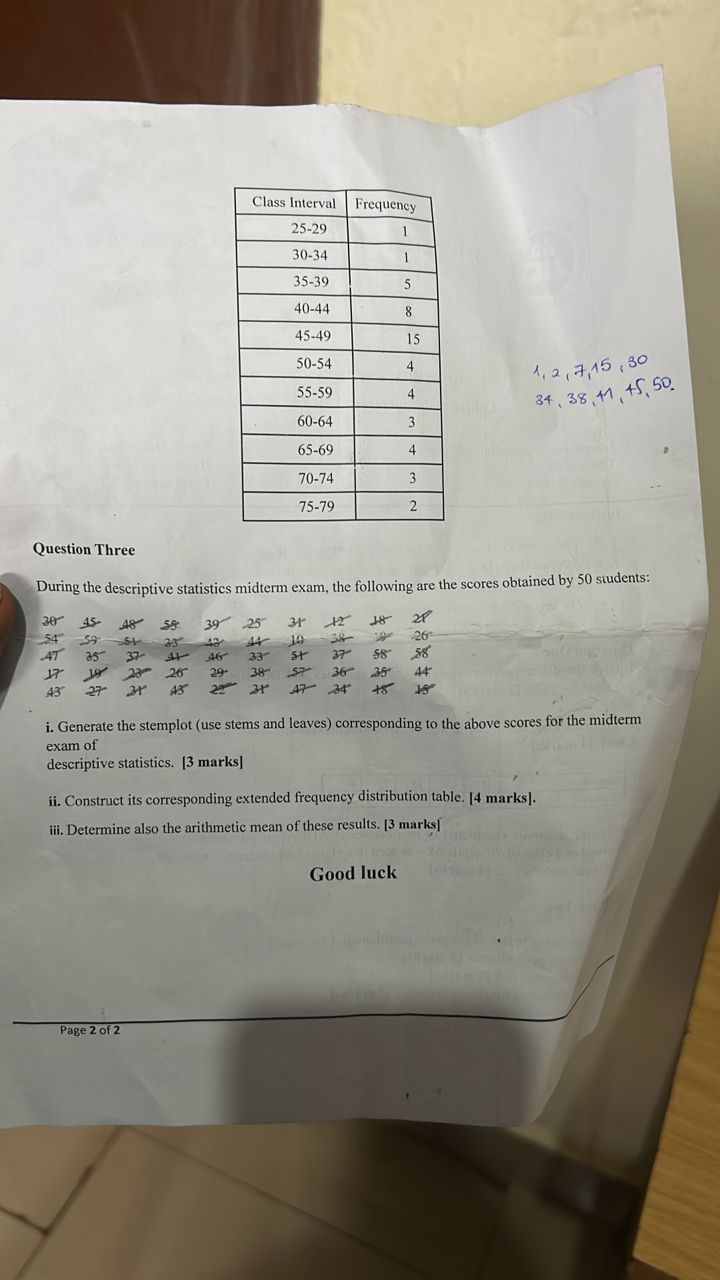 Class Interval Frequency
25-29 1
30-34 1
35-39 5
40-44 8
45-49 15
50-54 4
55-59 4
60-64 3
65-69 4
70-74 3
75-79 2
1, 2, 7, 15, 30
34, 38, 41, 45, 50.
Question Three
During the descriptive statistics midterm exam, the following are the scores obtained by 50 students:
30 45 48 55 39 25 31 12 18 21
54 59 51 33 43 44 10 38 26
47 35 37 41 46 33 51 37 58 58
17 19 23 26 29 38 57 36 35 44
43 27 31 43 22 31 47 34 18 15
i. Generate the stemplot (use stems and leaves) corresponding to the above scores for the midterm
exam of
descriptive statistics. [3 marks]
ii. Construct its corresponding extended frequency distribution table. [4 marks].
iii. Determine also the arithmetic mean of these results. [3 marks]
Good luck
Page 2 of 2